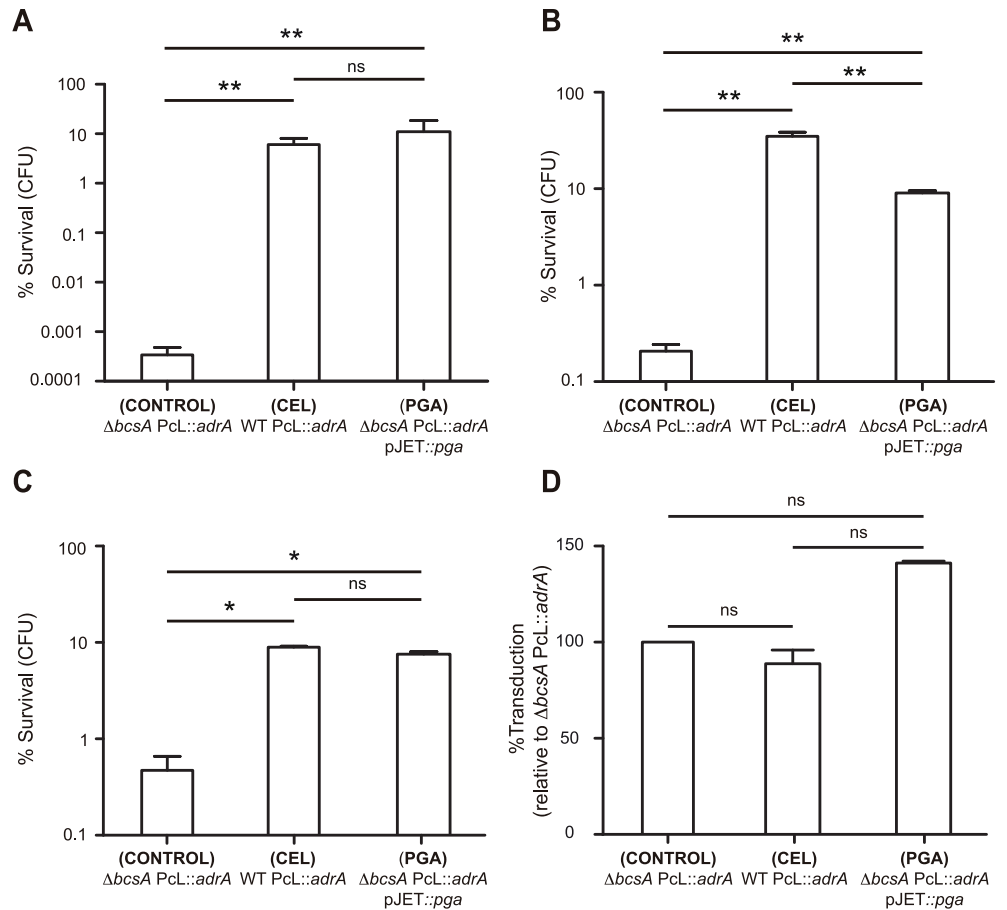 A
**
ns
**
100
10
1
0.1
0.01
0.001
0.0001
% Survival (CFU)
(CONTROL)
(CEL)
(PGA)
ΔbcsA PcL::adrA
WT PcL::adrA
ΔbcsA PcL::adrA
pJET::pga
B
**
**
**
100
10
1
0.1
% Survival (CFU)
(CONTROL)
(CEL)
(PGA)
ΔbcsA PcL::adrA
WT PcL::adrA
ΔbcsA PcL::adrA
pJET::pga
C
*
ns
*
100
10
1
0.1
% Survival (CFU)
(CONTROL)
(CEL)
(PGA)
ΔbcsA PcL::adrA
WT PcL::adrA
ΔbcsA PcL::adrA
pJET::pga
D
ns
ns
ns
150
100
50
0
%Transduction
(relative to ΔbcsA PcL::adrA)
(CONTROL)
(CEL)
(PGA)
ΔbcsA PcL::adrA
WT PcL::adrA
ΔbcsA PcL::adrA
pJET::pga